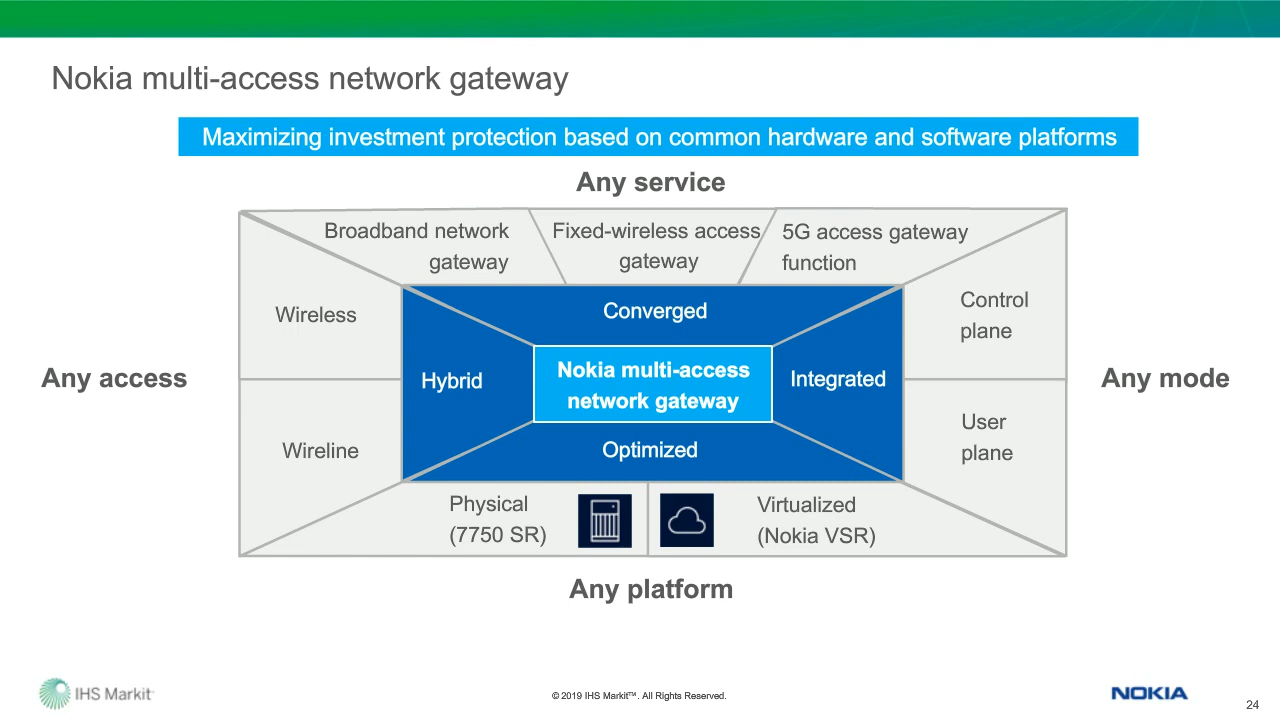 Nokia multi-access network gateway
Maximizing investment protection based on common hardware and software platforms
Any service
Broadband network
gateway
Fixed-wireless access
gateway
5G access gateway
function
Wireless
Wireline
Any access
Converged
Hybrid
Nokia multi-access
network gateway
Integrated
Optimized
Control
plane
User
plane
Any mode
Physical
(7750 SR)
Virtualized
(Nokia VSR)
Any platform
IHS Markit™
© 2019 IHS Markit™. All Rights Reserved.
NOKIA
24